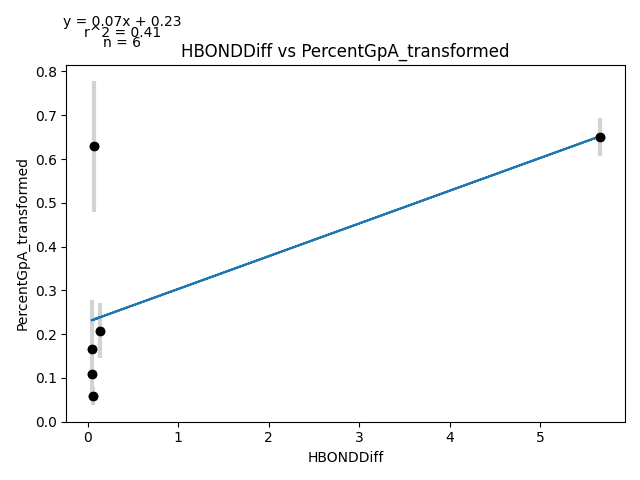 y = 0.07x + 0.23
r^2 = 0.41
n = 6
HBONDDiff vs PercentGpA_transformed
PercentGpA_transformed
0.8
0.7
0.6
0.5
0.4
0.3
0.2
0.1
0.0
0 1 2 3 4 5
HBONDDiff